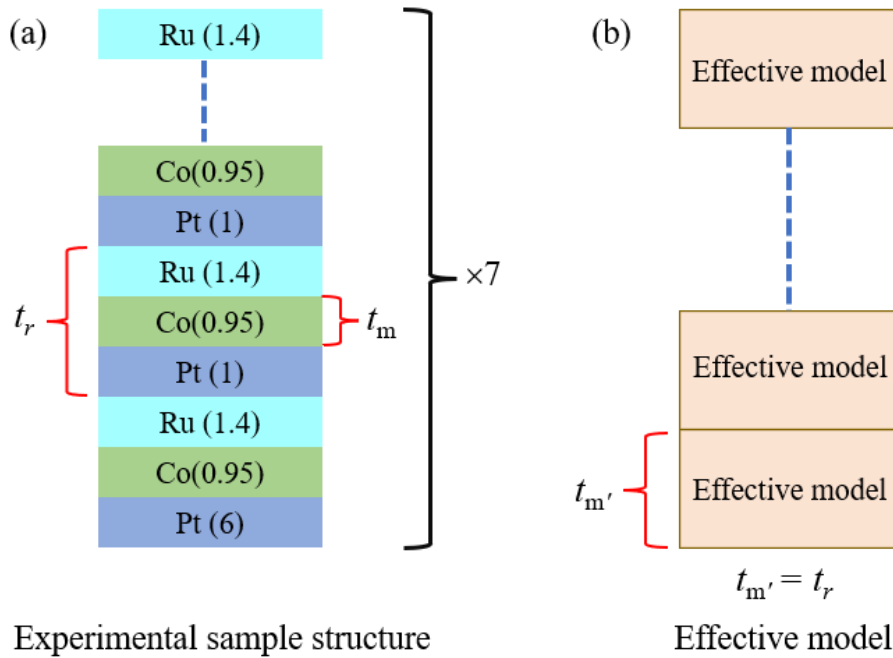 (a)
Ru (1.4)
Co(0.95)
Pt (1)
Ru (1.4)
Co(0.95)
Pt (1)
Ru (1.4)
Co(0.95)
Pt (6)
t_r
t_m
×7
Experimental sample structure
(b)
Effective model
Effective model
Effective model
t_m′
t_m′ = t_r
Effective model